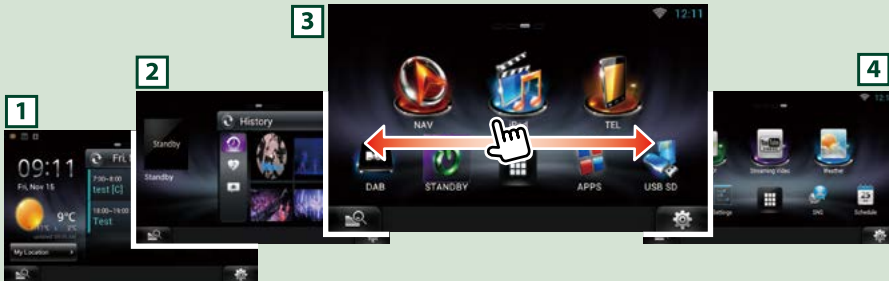 1
09:11
Fri, Nov 15
9°C
My Location
Fri,
7:00~8:00
test [C]
18:00~19:00
Test
2
Standby
Standby
History
3
12:11
NAV
iPod
TEL
DAB
STANDBY
APPS
USB SD
4
Streaming Video
Weather
Settings
SNS
Schedule